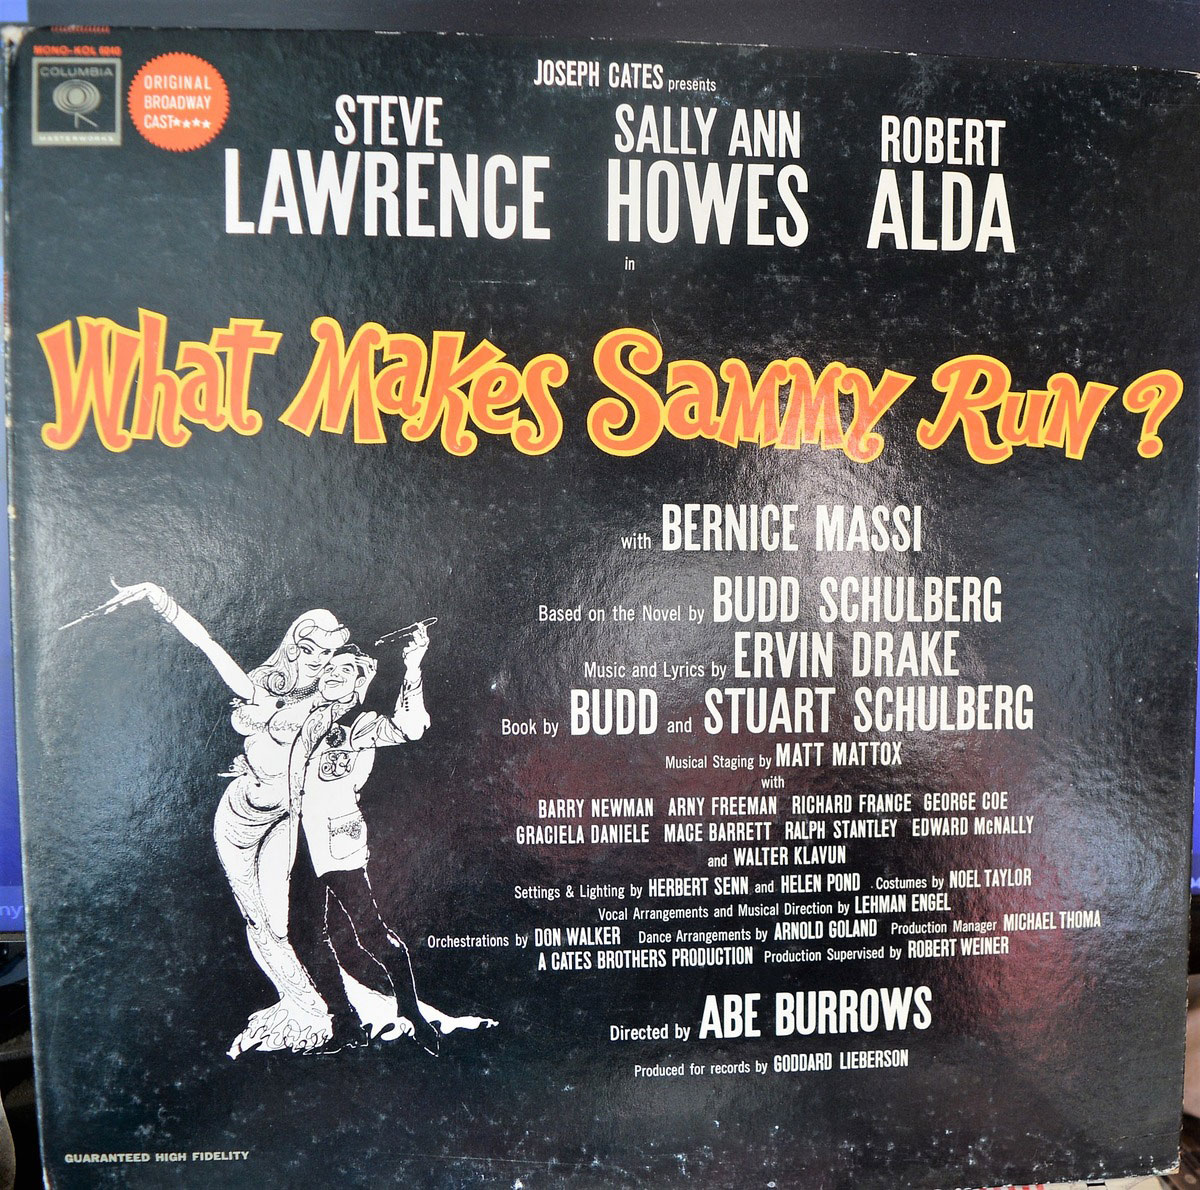 MONO-KOL 6040
COLUMBIA
MASTERWORKS
ORIGINAL
BROADWAY
CAST★★★★
JOSEPH CATES presents
STEVE
LAWRENCE
SALLY ANN
HOWES
ROBERT
ALDA
in
What Makes Sammy Run?
with BERNICE MASSI
Based on the Novel by BUDD SCHULBERG
Music and Lyrics by ERVIN DRAKE
Book by BUDD and STUART SCHULBERG
Musical Staging by MATT MATTOX
with
BARRY NEWMAN ARNY FREEMAN RICHARD FRANCE GEORGE COE
GRACIELA DANIELE MACE BARRETT RALPH STANTLEY EDWARD McNALLY
and WALTER KLAVUN
Settings & Lighting by HERBERT SENN and HELEN POND . Costumes by NOEL TAYLOR
Vocal Arrangements and Musical Direction by LEHMAN ENGEL
Orchestrations by DON WALKER Dance Arrangements by ARNOLD GOLAND Production Manager MICHAEL THOMA
A CATES BROTHERS PRODUCTION Production Supervised by ROBERT WEINER
Directed by ABE BURROWS
Produced for records by GODDARD LIEBERSON
GUARANTEED HIGH FIDELITY